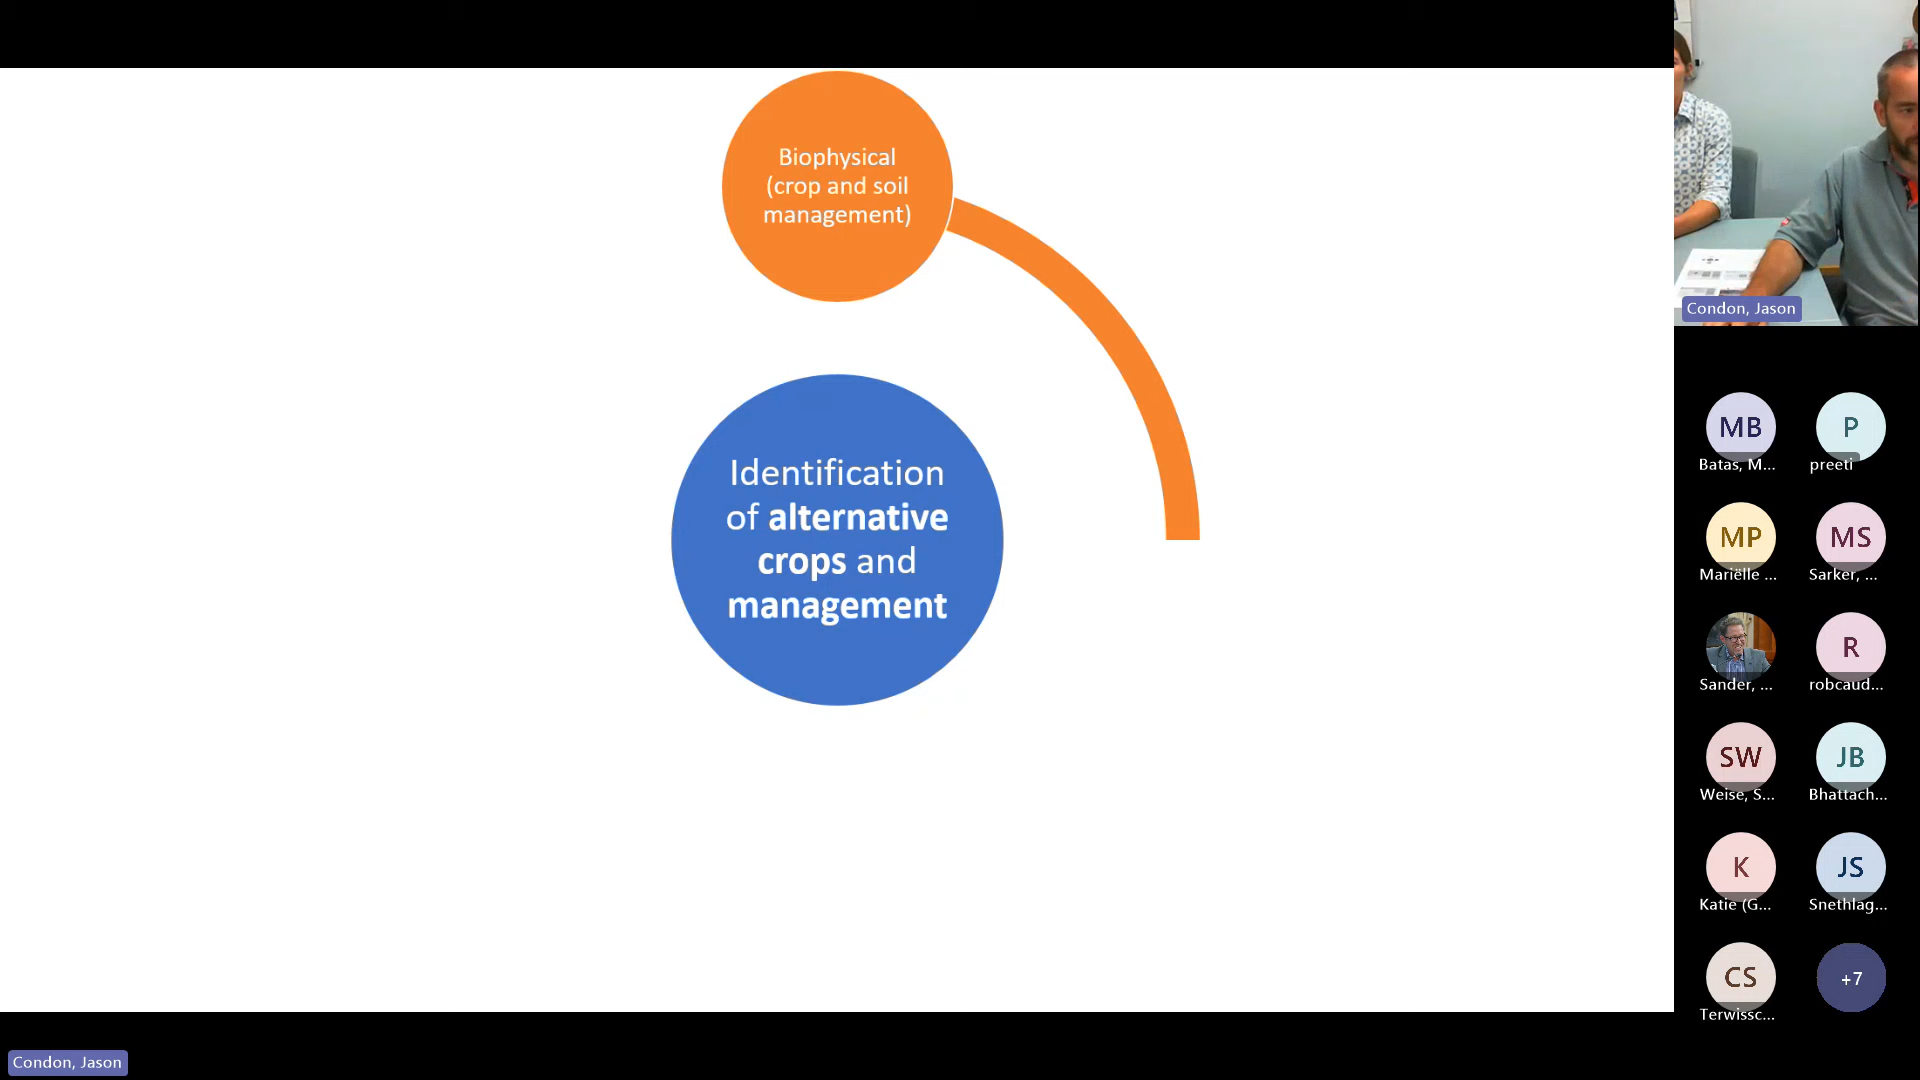 Biophysical
(crop and soil
management)
Identification
of alternative
crops and
management
Condon, Jason
MB
Batas, M...
P
preeti
MP
Mariëlle ...
MS
Sarker, ...
Sander, ...
R
robcaud...
SW
Weise, S...
JB
Bhattach...
K
Katie (G...
JS
Snethlag...
CS
Terwissc...
+7
Condon, Jason